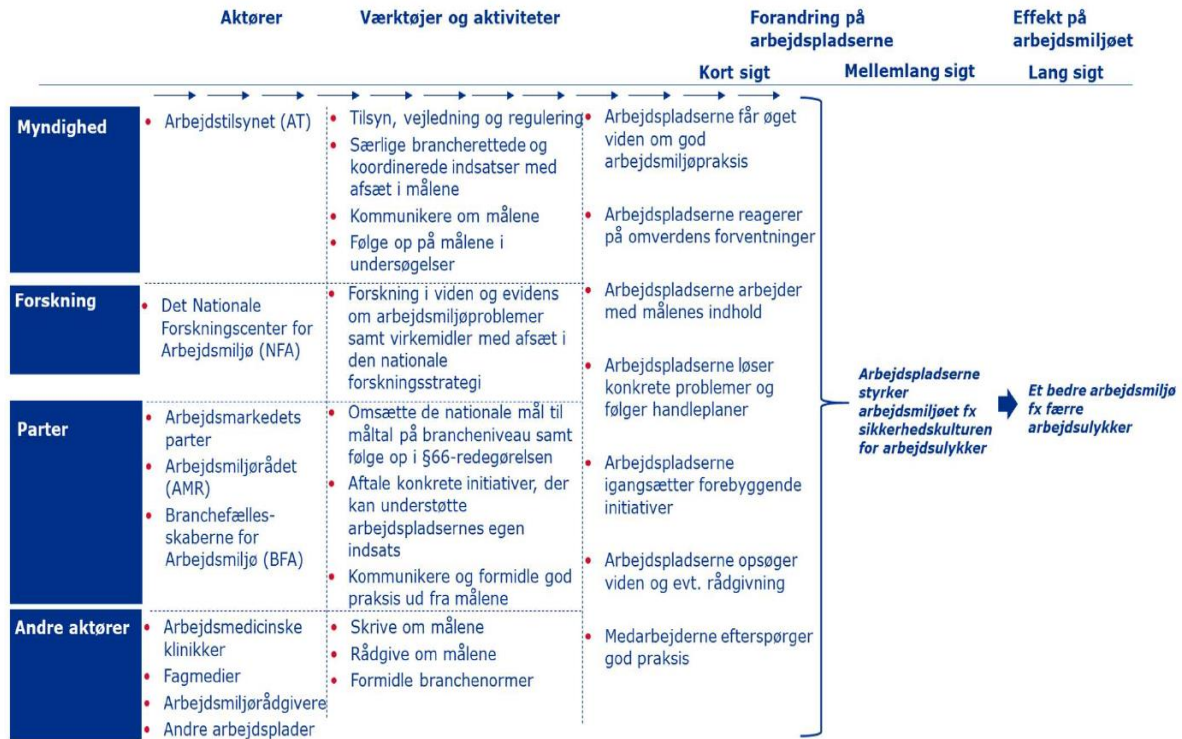 Aktører
Værktøjer og aktiviteter
Forandring på
arbejdspladserne
Effekt på
arbejdsmiljøet
Kort sigt
Mellemlang sigt
Lang sigt
Myndighed
• Arbejdstilsynet (AT)
• Tilsyn, vejledning og regulering
• Særlige brancherettede og
koordinerede indsatser med
afsæt i målene
• Kommunikere om målene
• Følge op på målene i
undersøgelser
Forskning
• Det Nationale
Forskningscenter for
Arbejdsmiljø (NFA)
• Forskning i viden og evidens
om arbejdsmiljøproblemer
samt virkemidler med afsæt i
den nationale
forskningsstrategi
Parter
• Arbejdsmarkedets
parter
• Arbejdsmiljørådet
(AMR)
• Branchefælles-
skaberne for
Arbejdsmiljø (BFA)
• Omsætte de nationale mål til
måltal på brancheniveau samt
følge op i §66-redegørelsen
• Aftale konkrete initiativer, der
kan understøtte
arbejdspladsernes egen
indsats
• Kommunikere og formidle god
praksis ud fra målene
Andre aktører
• Arbejdsmedicinske
klinikker
• Fagmedier
• Arbejdsmiljørådgivere
• Andre arbejdsplader
• Skrive om målene
• Rådgive om målene
• Formidle branchenormer
• Arbejdspladserne får øget
viden om god
arbejdsmiljøpraksis
• Arbejdspladserne reagerer
på omverdens forventninger
• Arbejdspladserne arbejder
med målenes indhold
• Arbejdspladserne løser
konkrete problemer og
følger handleplaner
• Arbejdspladserne
igangsætter forebyggende
initiativer
• Arbejdspladserne opsøger
viden og evt. rådgivning
• Medarbejderne efterspørger
god praksis
Arbejdspladserne
styrker
arbejdsmiljøet fx
sikkerhedskulturen
for arbejdsulykker
Et bedre arbejdsmiljø
fx færre
arbejdsulykker